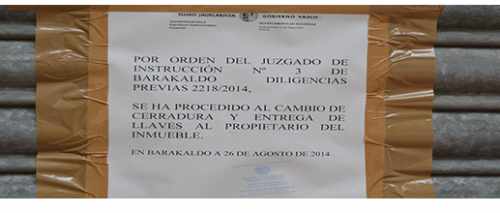 EUSKO JAURLARITZA
GOBIERNO VASCO
POR ORDEN DEL JUZGADO DE
INSTRUCCIÓN Nº 3 DE
BARAKALDO DILIGENCIAS
PREVIAS 2218/2014,
SE HA PROCEDIDO AL CAMBIO DE
CERRADURA Y ENTREGA DE
LLAVES AL PROPIETARIO DEL
INMUEBLE.
EN BARAKALDO A 26 DE AGOSTO DE 2014